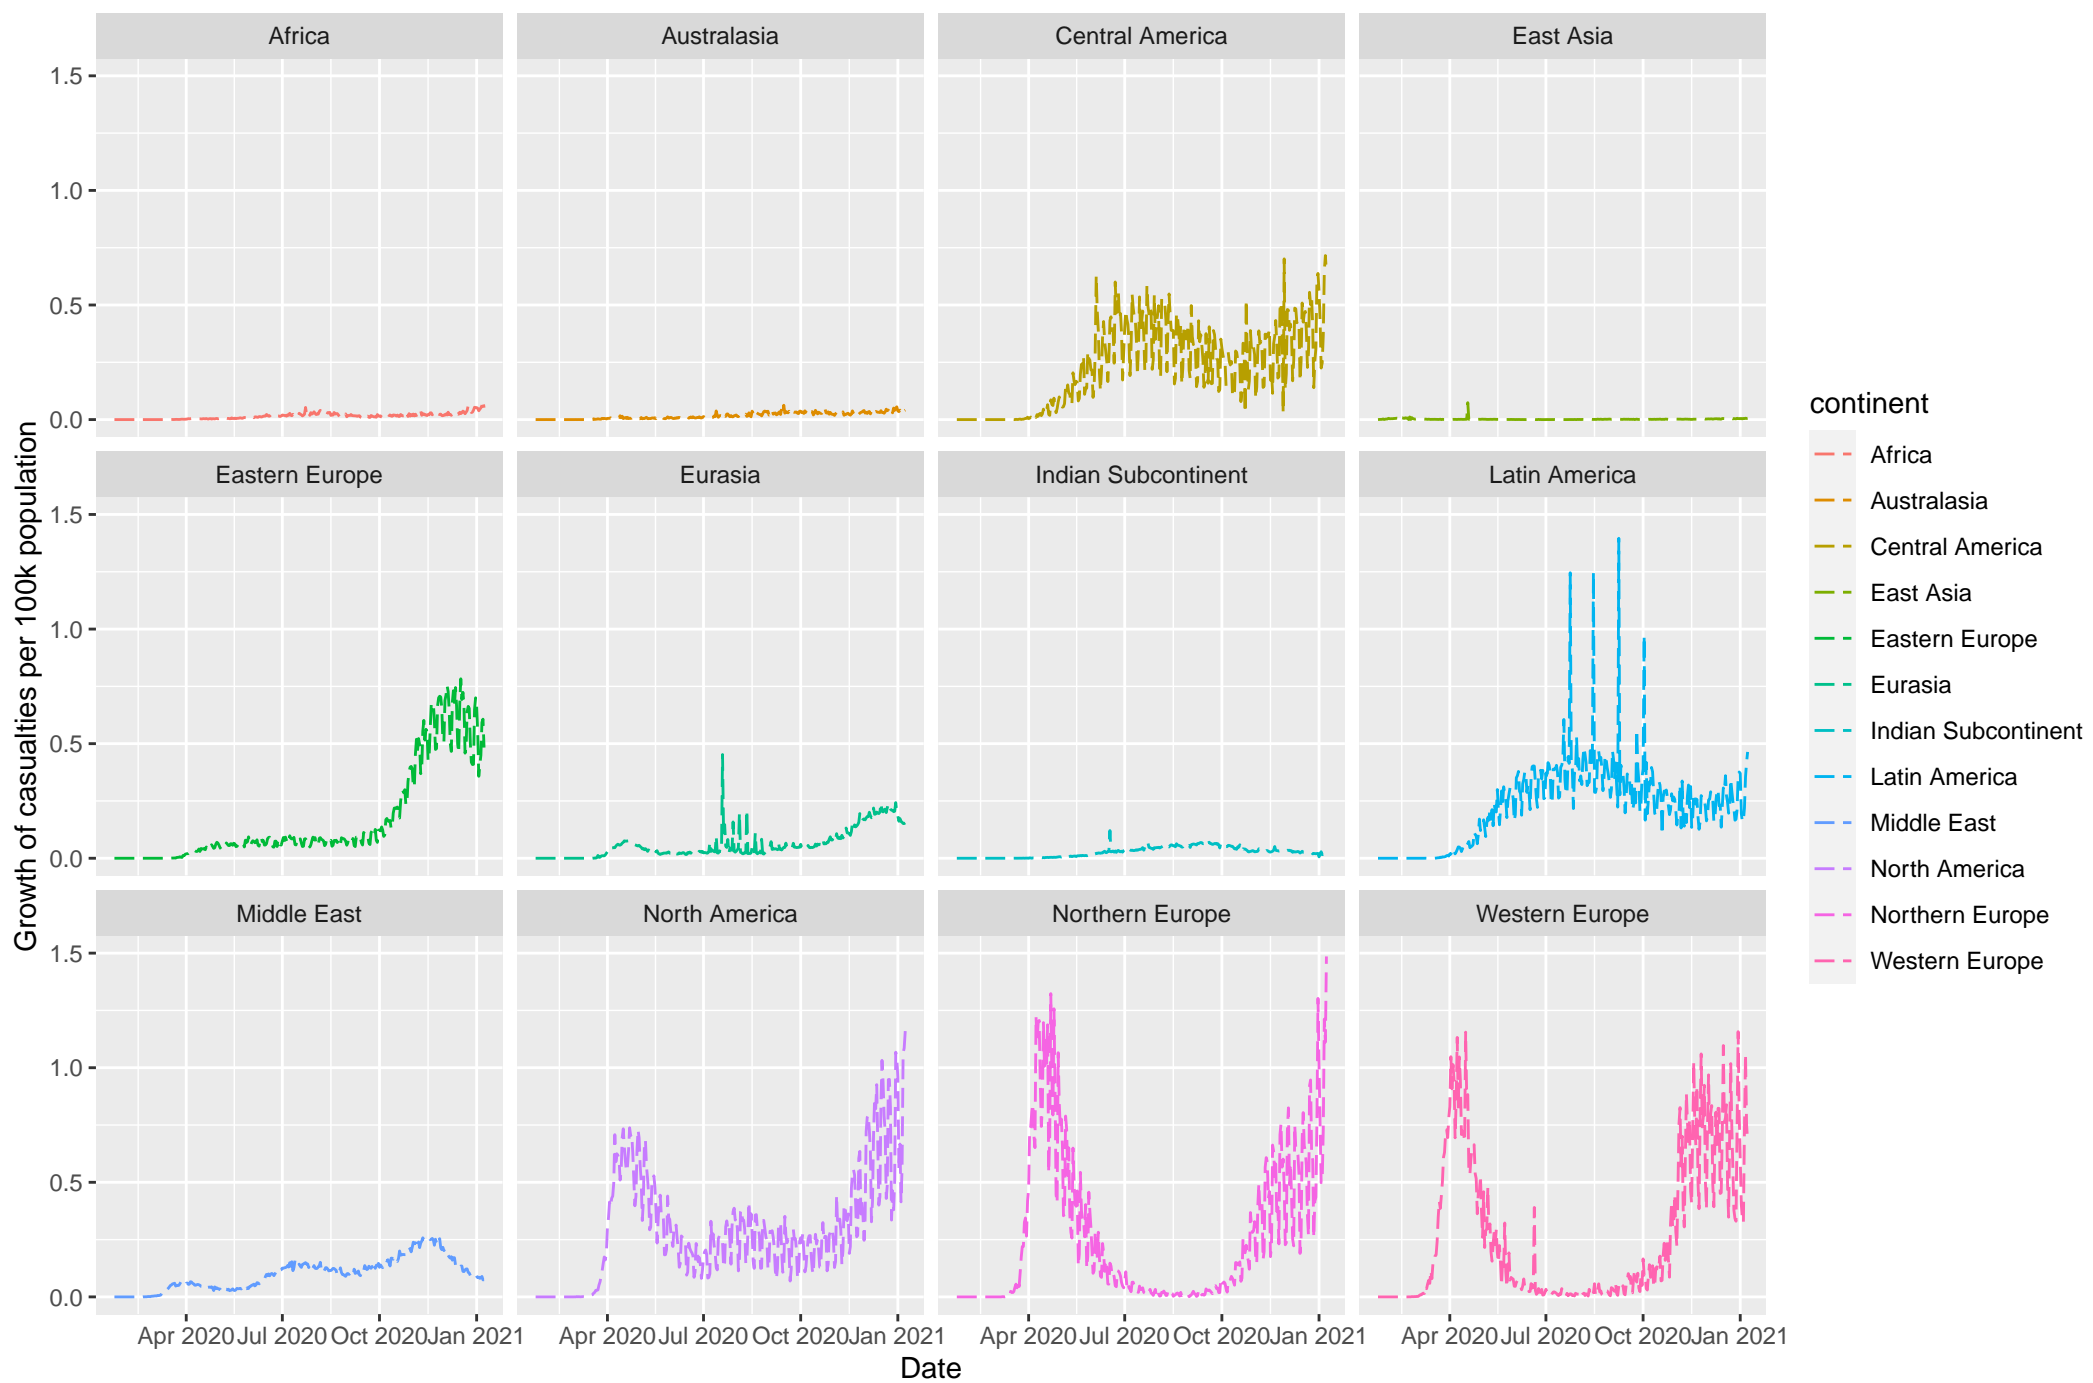 Africa
Australasia
Central America
East Asia
1.5
1.0
0.5
0.0
Eastern Europe
Eurasia
Indian Subcontinent
Latin America
1.5
1.0
0.5
0.0
Middle East
North America
Northern Europe
Western Europe
1.5
1.0
0.5
0.0
Apr 2020 Jul 2020 Oct 2020 Jan 2021
Apr 2020 Jul 2020 Oct 2020 Jan 2021
Apr 2020 Jul 2020 Oct 2020 Jan 2021
Apr 2020 Jul 2020 Oct 2020 Jan 2021
Date
Growth of casualties per 100k population
continent
Africa
Australasia
Central America
East Asia
Eastern Europe
Eurasia
Indian Subcontinent
Latin America
Middle East
North America
Northern Europe
Western Europe